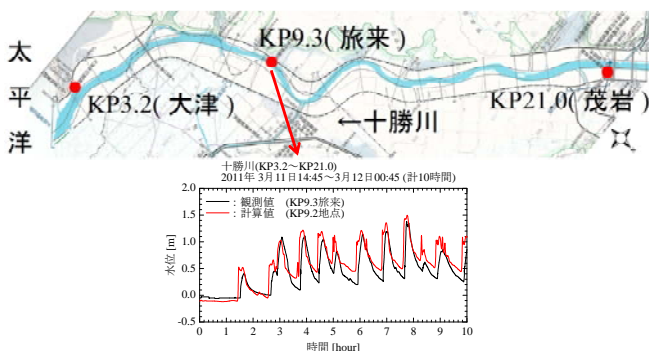 太平洋
KP9.3(旅来)
KP3.2(大津)
KP21.0(茂岩)
←十勝川
十勝川(KP3.2〜KP21.0)
2011年 3月11日14:45〜3月12日00:45 (計10時間)
: 観測値 (KP9.3旅来)
: 計算値 (KP9.2地点)
水位 [m]
2.0
1.5
1.0
0.5
0.0
-0.5
0 1 2 3 4 5 6 7 8 9 10
時間 [hour]